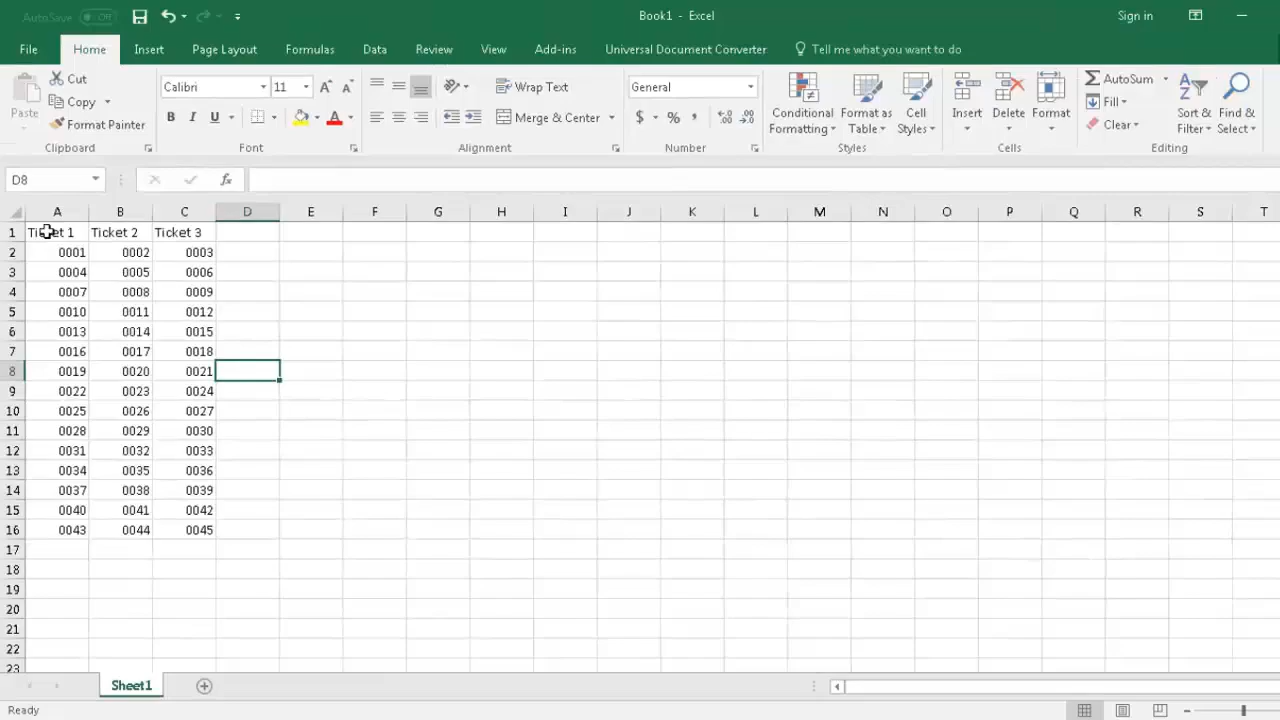 AutoSave Off Book1 - Excel Sign in
File Home Insert Page Layout Formulas Data Review View Add-ins Universal Document Converter Tell me what you want to do
Paste Cut Calibri 11 Wrap Text General Conditional Formatting Format as Table Cell Styles Insert Delete Format AutoSum Sort & Filter Find & Select
Copy B I U A Merge & Center $ % , Fill
Format Painter Clear
Clipboard Font Alignment Number Styles Cells Editing
D8 fx
A B C D E F G H I J K L M N O P Q R S T
1 Ticket 1 Ticket 2 Ticket 3
2 0001 0002 0003
3 0004 0005 0006
4 0007 0008 0009
5 0010 0011 0012
6 0013 0014 0015
7 0016 0017 0018
8 0019 0020 0021
9 0022 0023 0024
10 0025 0026 0027
11 0028 0029 0030
12 0031 0032 0033
13 0034 0035 0036
14 0037 0038 0039
15 0040 0041 0042
16 0043 0044 0045
17
18
19
20
21
22
23
Sheet1
Ready